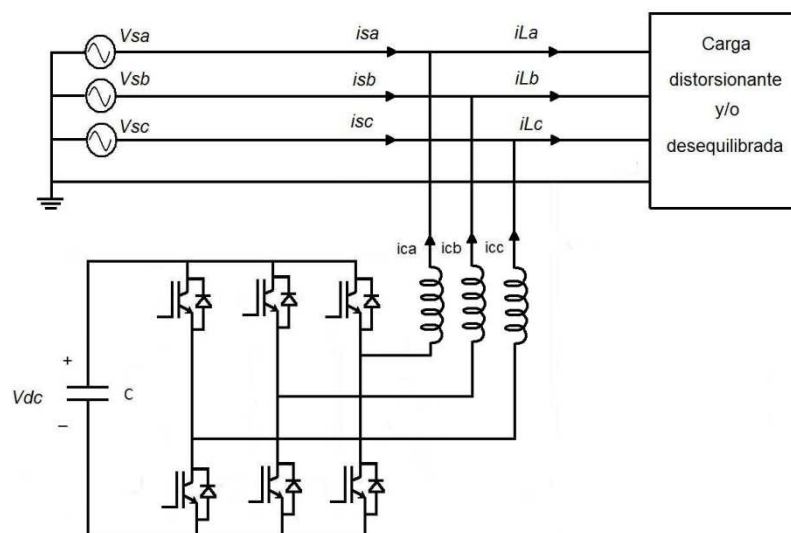 Vsa
isa
iLa
Vsb
isb
iLb
Vsc
isc
iLc
Carga
distorsionante
y/o
desequilibrada
ica
icb
icc
+
Vdc
C
–